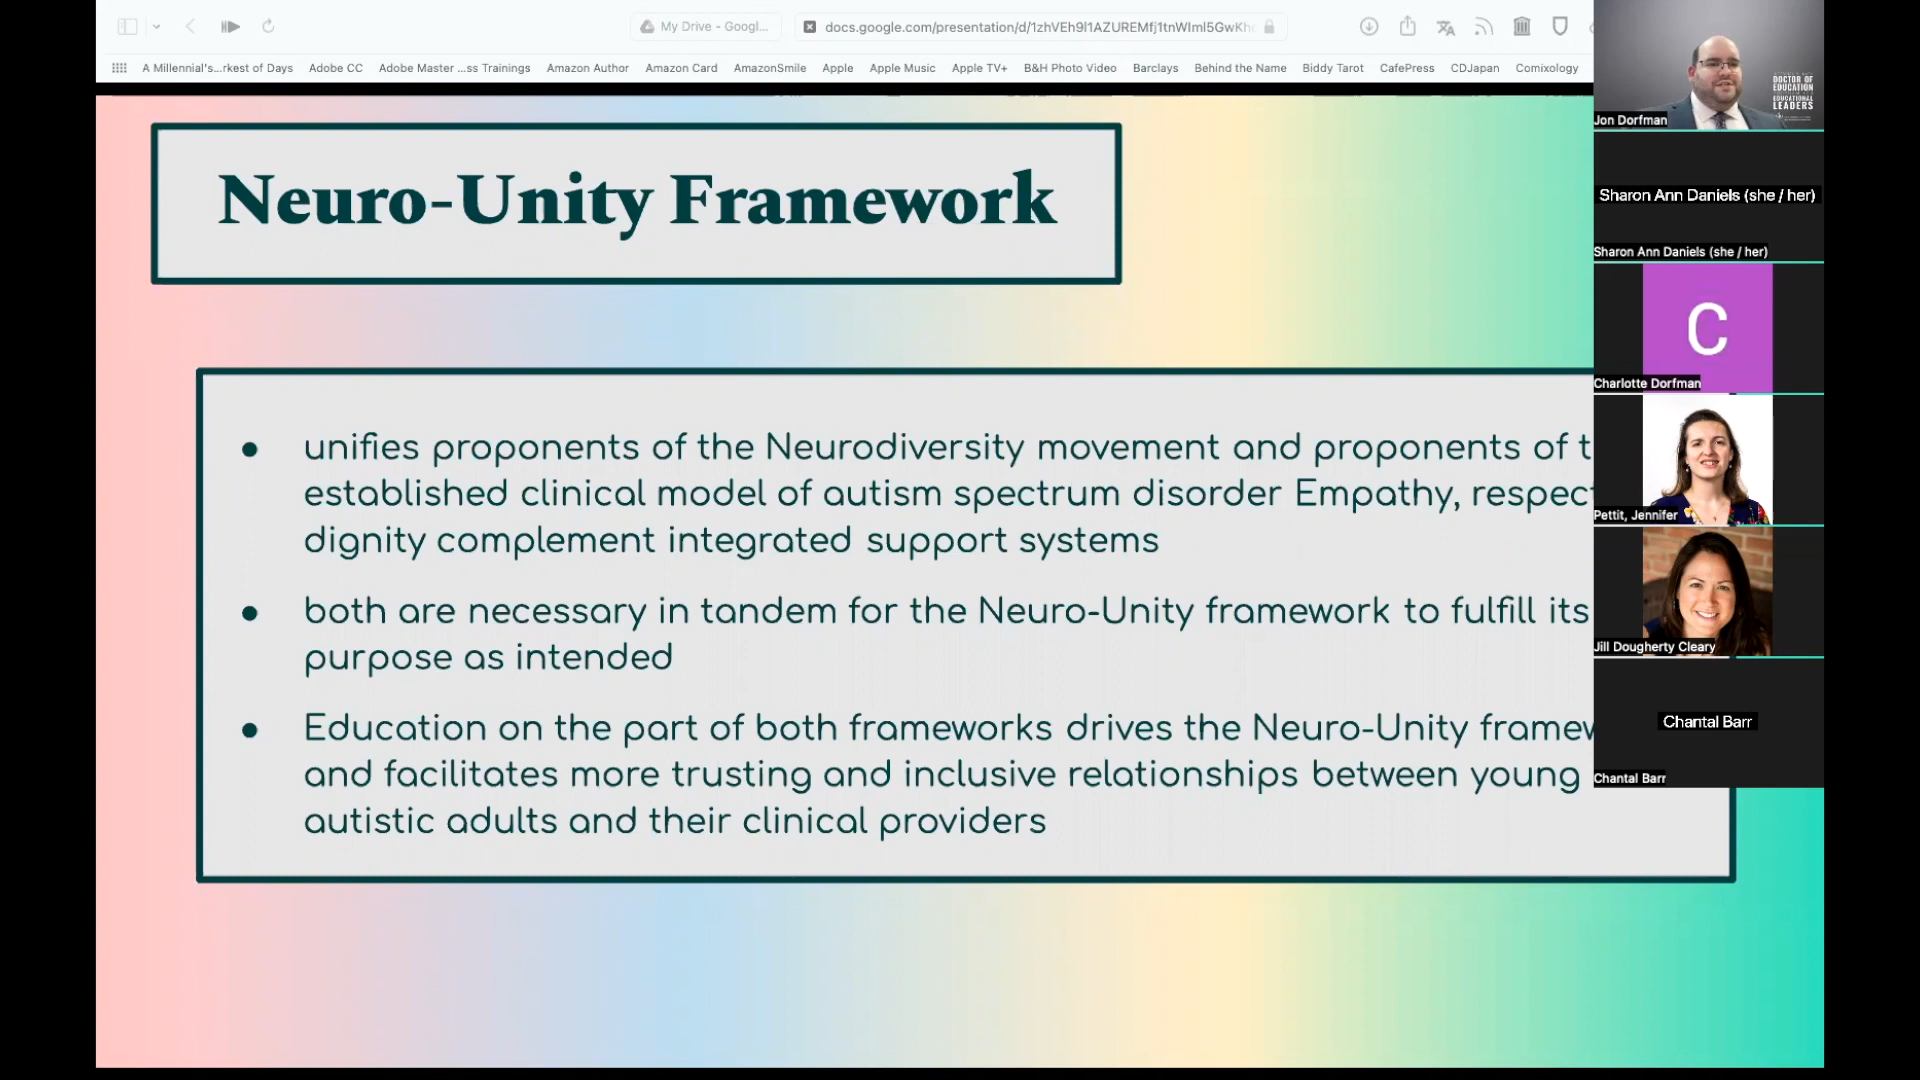 My Drive - Googl...
docs.google.com/presentation/d/1zhVEh9l1AZUREMfj1tnWIml5GwKh
A Millennial's...rkest of Days Adobe CC Adobe Master ...ss Trainings Amazon Author Amazon Card AmazonSmile Apple Apple Music Apple TV+ B&H Photo Video Barclays Behind the Name Biddy Tarot CafePress CDJapan Comixology
Neuro-Unity Framework
unifies proponents of the Neurodiversity movement and proponents of t
established clinical model of autism spectrum disorder Empathy, respec
dignity complement integrated support systems
both are necessary in tandem for the Neuro-Unity framework to fulfill its
purpose as intended
Education on the part of both frameworks drives the Neuro-Unity framew
and facilitates more trusting and inclusive relationships between young
autistic adults and their clinical providers
DOCTOR OF
EDUCATION
EDUCATIONAL
LEADERS
Jon Dorfman
Sharon Ann Daniels (she / her)
Sharon Ann Daniels (she / her)
C
Charlotte Dorfman
Pettit, Jennifer
Jill Dougherty Cleary
Chantal Barr
Chantal Barr